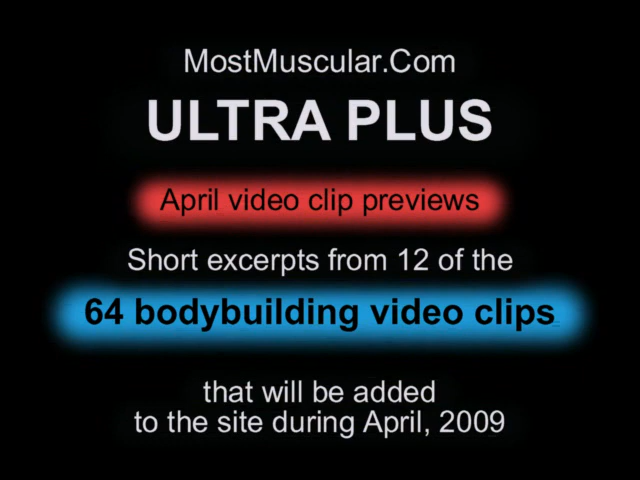 MostMuscular.Com
ULTRA PLUS
April video clip previews
Short excerpts from 12 of the
64 bodybuilding video clips
that will be added
to the site during April, 2009